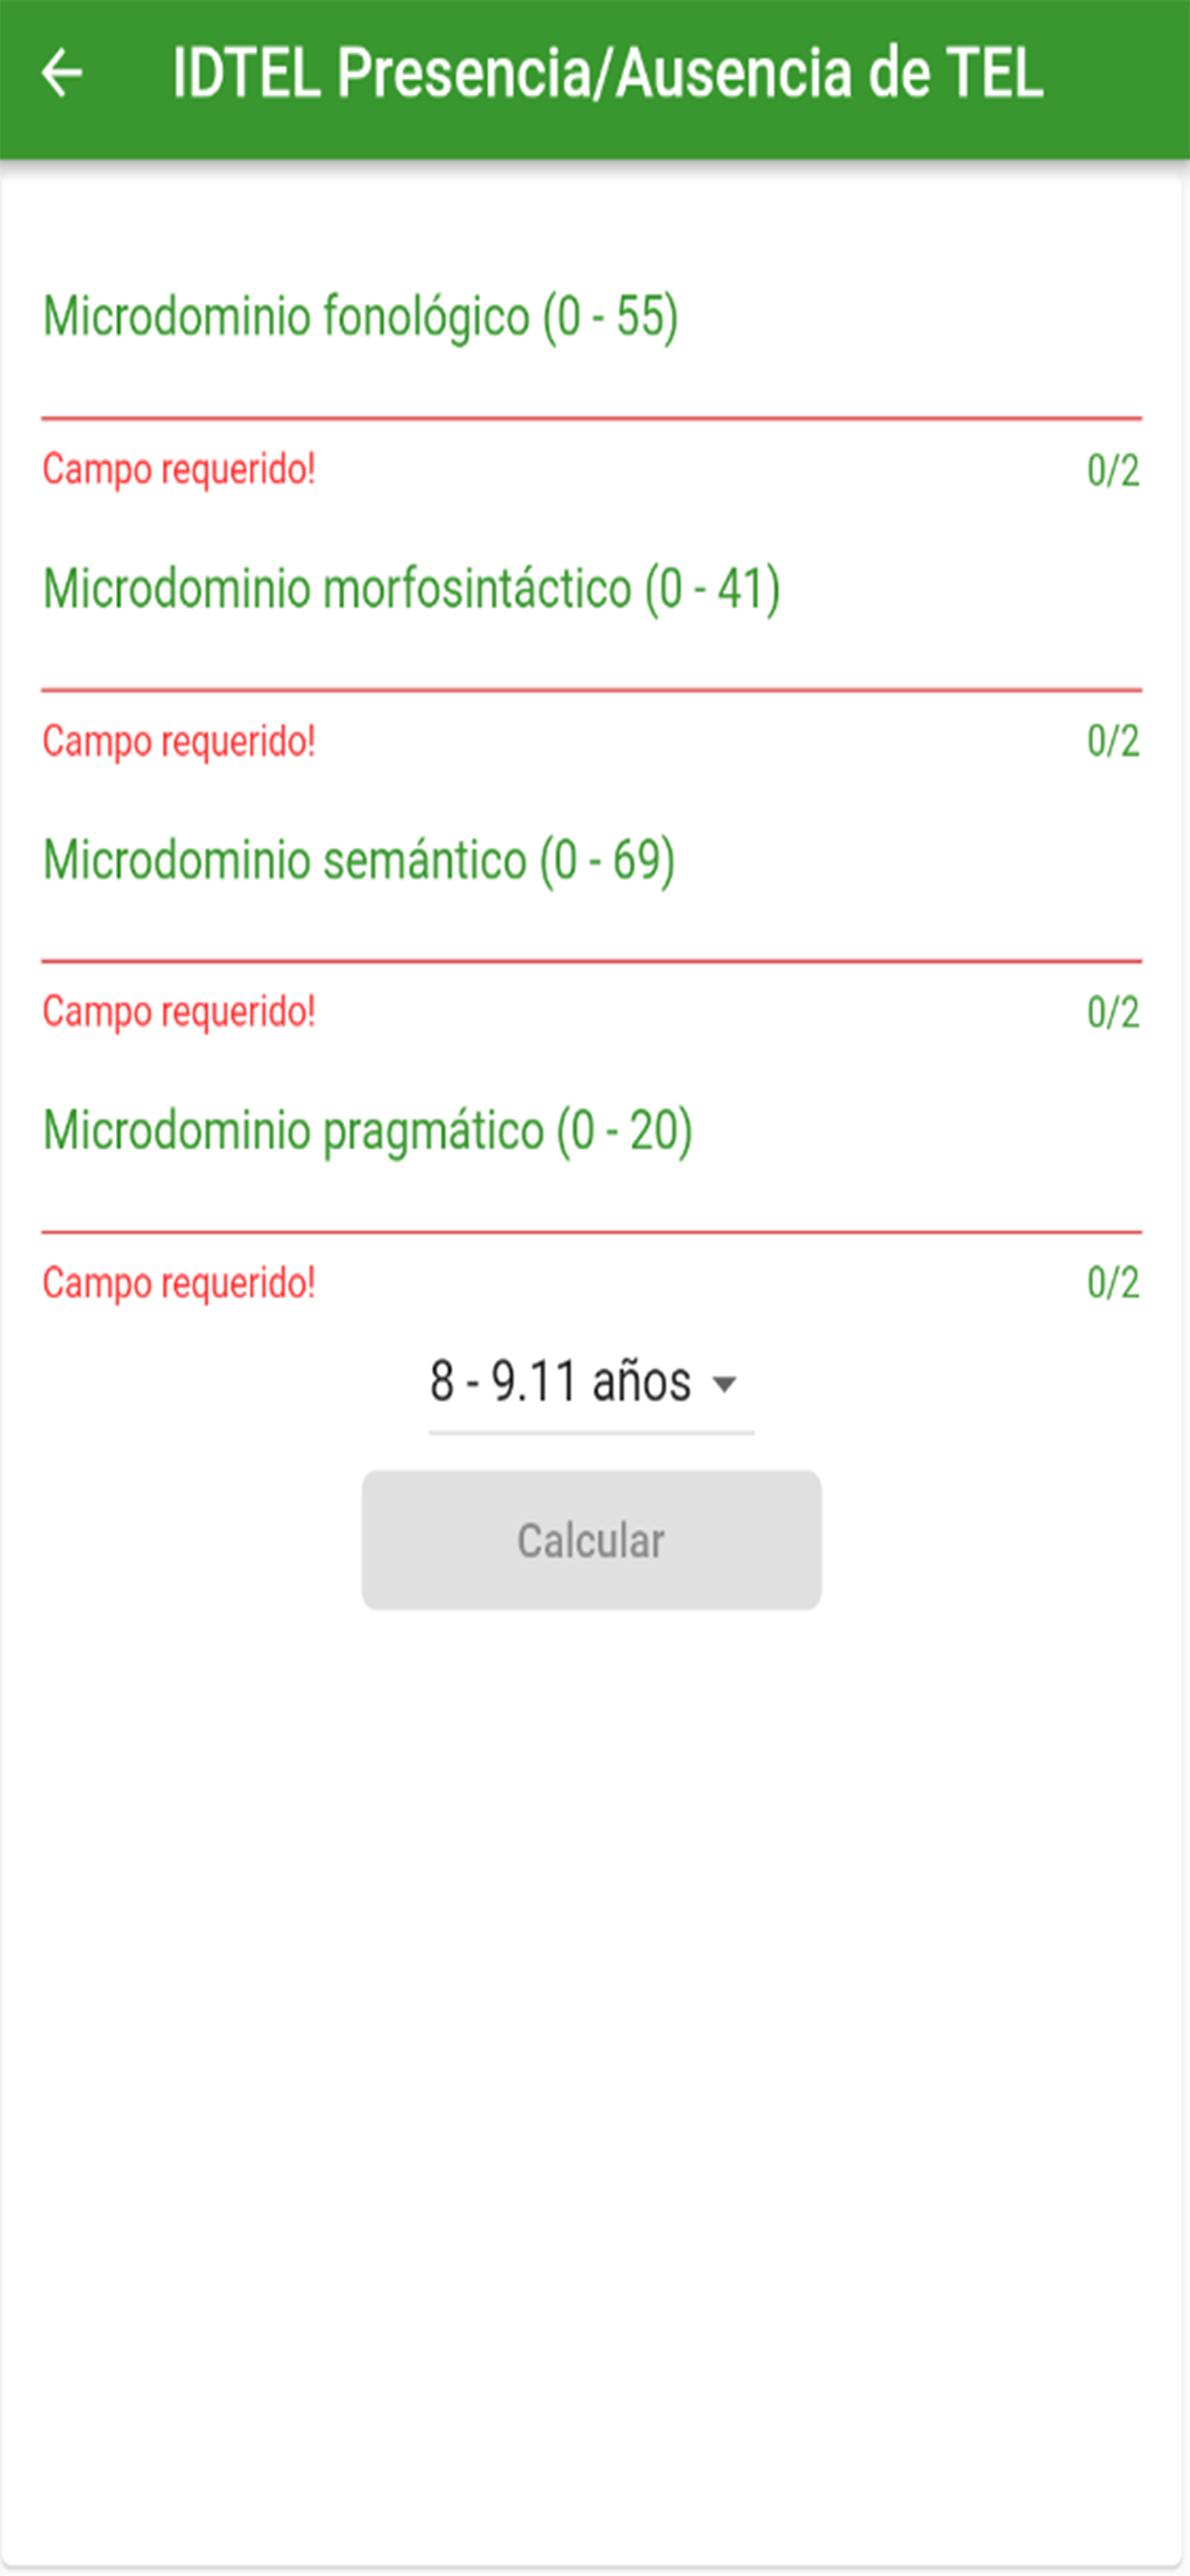 IDTEL Presencia/Ausencia de TEL
Microdominio fonológico (0 - 55)
Campo requerido! 0/2
Microdominio morfosintáctico (0 - 41)
Campo requerido! 0/2
Microdominio semántico (0 - 69)
Campo requerido! 0/2
Microdominio pragmático (0 - 20)
Campo requerido! 0/2
8 - 9.11 años
Calcular